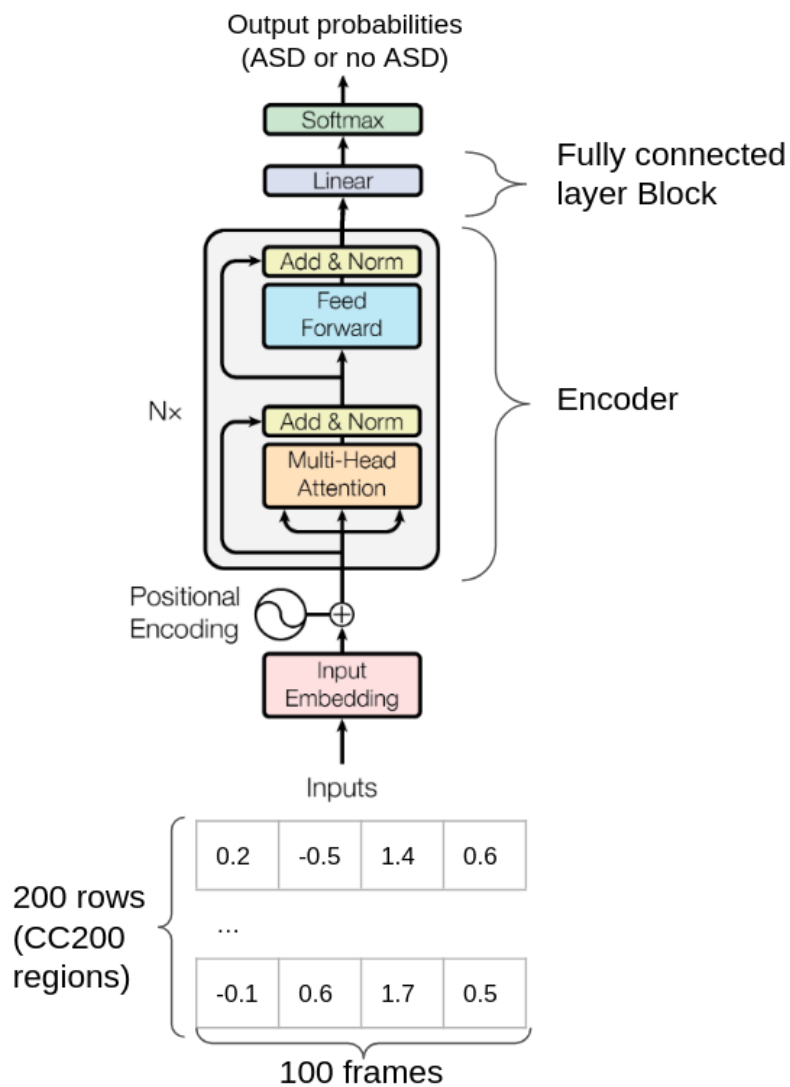 Output probabilities
(ASD or no ASD)
Softmax
Linear
Fully connected
layer Block
Add & Norm
Feed
Forward
Nx
Add & Norm
Multi-Head
Attention
Encoder
Positional
Encoding
Input
Embedding
Inputs
200 rows
(CC200
regions)
0.2 -0.5 1.4 0.6
...
-0.1 0.6 1.7 0.5
100 frames